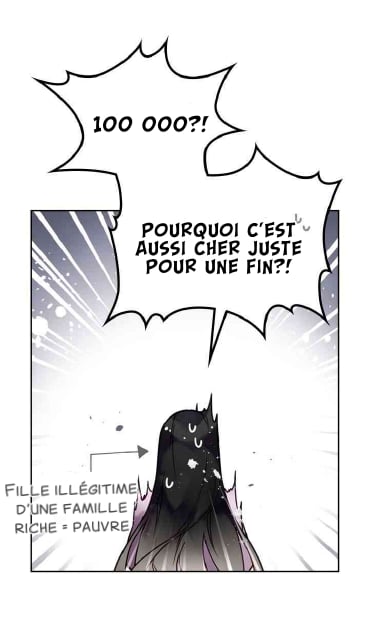 100 000?!
POURQUOI C'EST
AUSSI CHER JUSTE
POUR UNE FIN?!
FILLE ILLÉGITIME
D'UNE FAMILLE
RICHE = PAUVRE